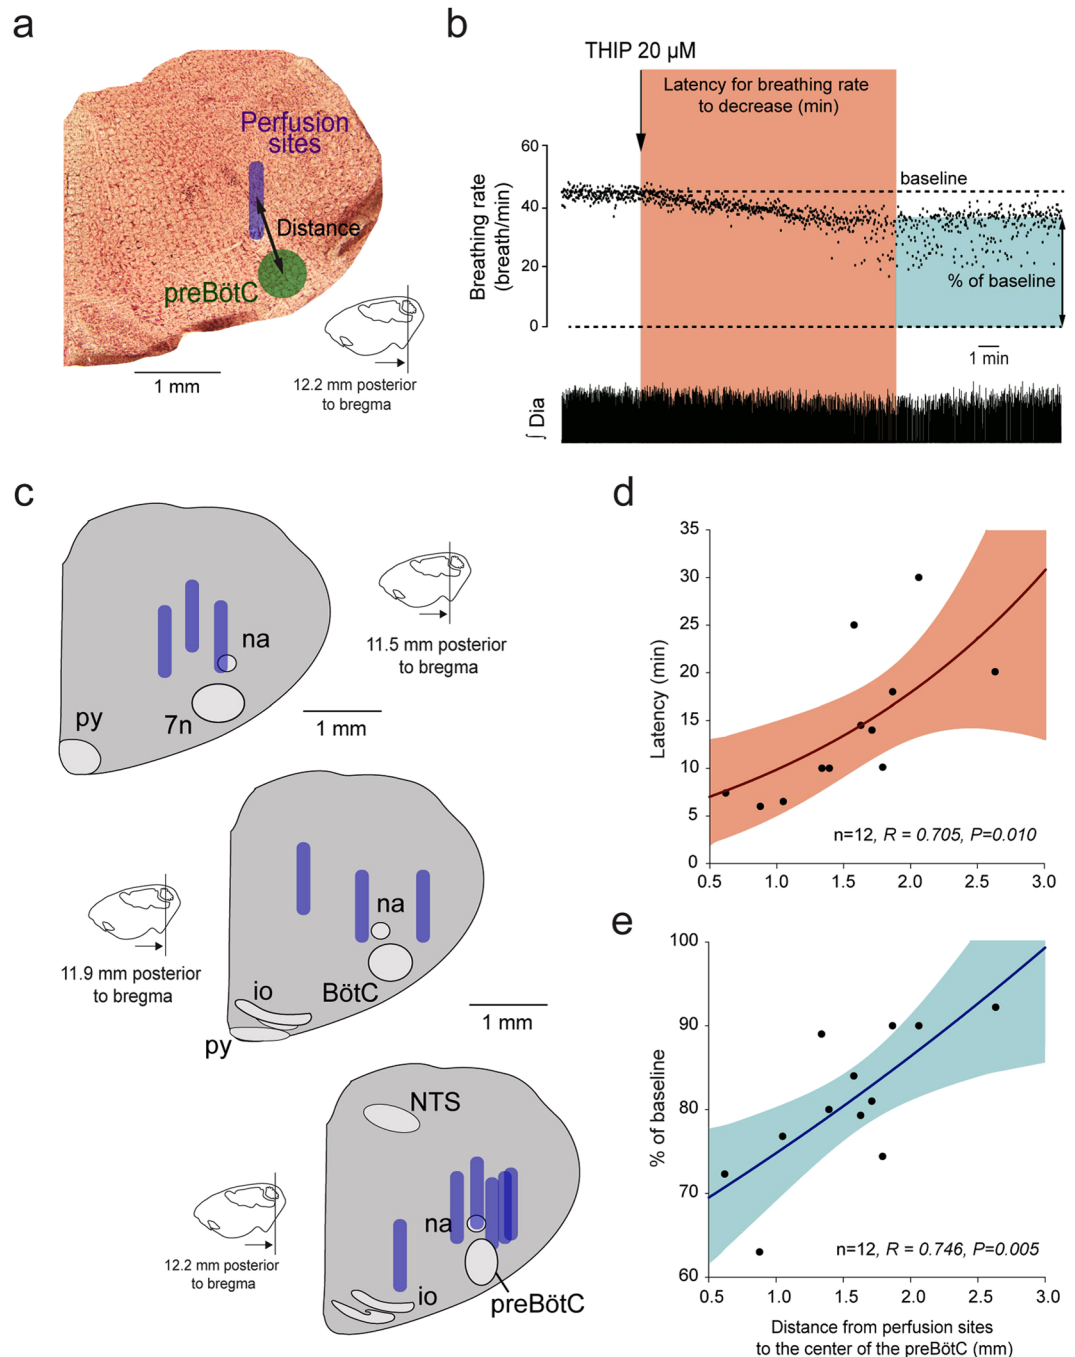 a
Perfusion
sites
Distance
preBötC
1 mm
12.2 mm posterior
to bregma
b
THIP 20 µM
Latency for breathing rate
to decrease (min)
Breathing rate
(breath/min)
60
40
20
0
baseline
% of baseline
1 min
∫ Dia
c
na
7n
py
1 mm
11.5 mm posterior
to bregma
na
BötC
io
py
1 mm
11.9 mm posterior
to bregma
NTS
na
io
preBötC
12.2 mm posterior
to bregma
d
Latency (min)
35
30
25
20
15
10
5
0
n=12, R = 0.705, P=0.010
0.5 1.0 1.5 2.0 2.5 3.0
e
% of baseline
100
90
80
70
60
n=12, R = 0.746, P=0.005
0.5 1.0 1.5 2.0 2.5 3.0
Distance from perfusion sites
to the center of the preBötC (mm)